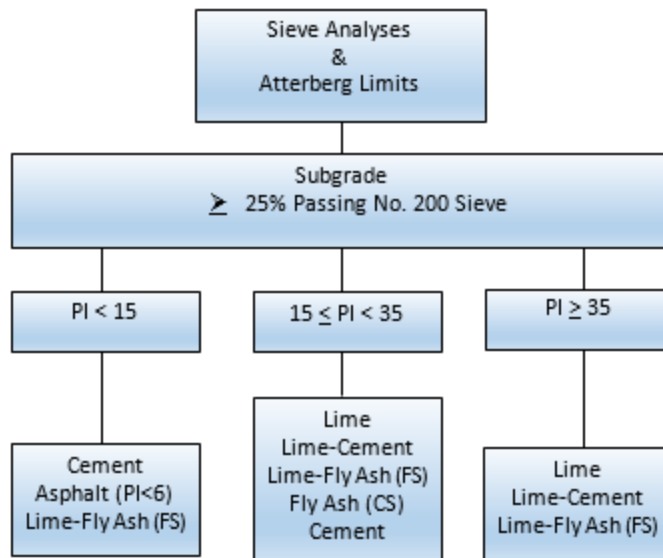 Sieve Analyses
&
Atterberg Limits
Subgrade
≥ 25% Passing No. 200 Sieve
PI < 15
15 ≤ PI < 35
PI ≥ 35
Cement
Asphalt (PI<6)
Lime-Fly Ash (FS)
Lime
Lime-Cement
Lime-Fly Ash (FS)
Fly Ash (CS)
Cement
Lime
Lime-Cement
Lime-Fly Ash (FS)